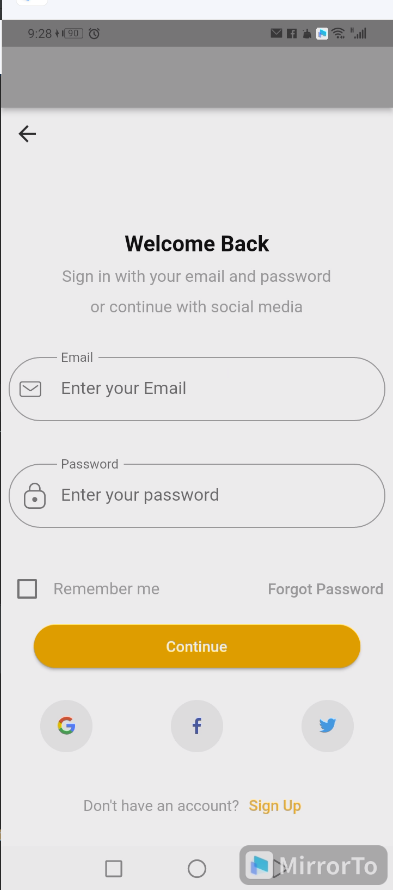 9:28 90
Welcome Back
Sign in with your email and password
or continue with social media
Email
Enter your Email
Password
Enter your password
Remember me Forgot Password
Continue
Don't have an account? Sign Up
MirrorTo